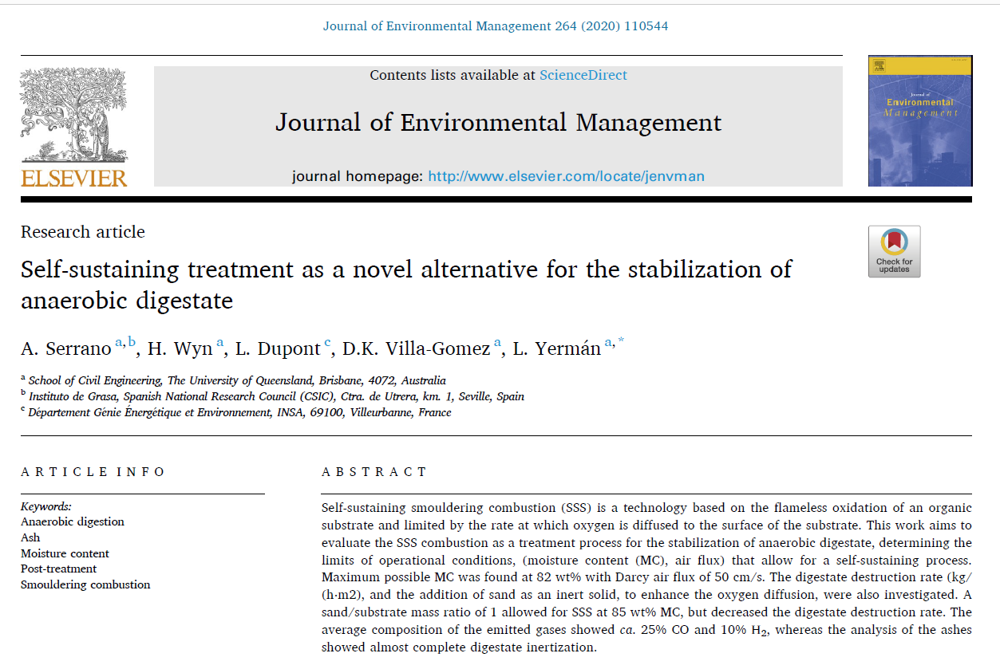 Journal of Environmental Management 264 (2020) 110544
Contents lists available at ScienceDirect
Journal of Environmental Management
journal homepage: http://www.elsevier.com/locate/jenvman
ELSEVIER
Journal of
Environmental
Management
Research article
Check for
updates
Self-sustaining treatment as a novel alternative for the stabilization of
anaerobic digestate
A. Serrano a,b, H. Wyn a, L. Dupont c, D.K. Villa-Gomez a, L. Yermán a,*
a School of Civil Engineering, The University of Queensland, Brisbane, 4072, Australia
b Instituto de Grasa, Spanish National Research Council (CSIC), Ctra. de Utrera, km. 1, Seville, Spain
c Département Génie Énergétique et Environnement, INSA, 69100, Villeurbanne, France
ARTICLE INFO
Keywords:
Anaerobic digestion
Ash
Moisture content
Post-treatment
Smouldering combustion
ABSTRACT
Self-sustaining smouldering combustion (SSS) is a technology based on the flameless oxidation of an organic
substrate and limited by the rate at which oxygen is diffused to the surface of the substrate. This work aims to
evaluate the SSS combustion as a treatment process for the stabilization of anaerobic digestate, determining the
limits of operational conditions, (moisture content (MC), air flux) that allow for a self-sustaining process.
Maximum possible MC was found at 82 wt% with Darcy air flux of 50 cm/s. The digestate destruction rate (kg/
(h·m2), and the addition of sand as an inert solid, to enhance the oxygen diffusion, were also investigated. A
sand/substrate mass ratio of 1 allowed for SSS at 85 wt% MC, but decreased the digestate destruction rate. The
average composition of the emitted gases showed ca. 25% CO and 10% H2, whereas the analysis of the ashes
showed almost complete digestate inertization.